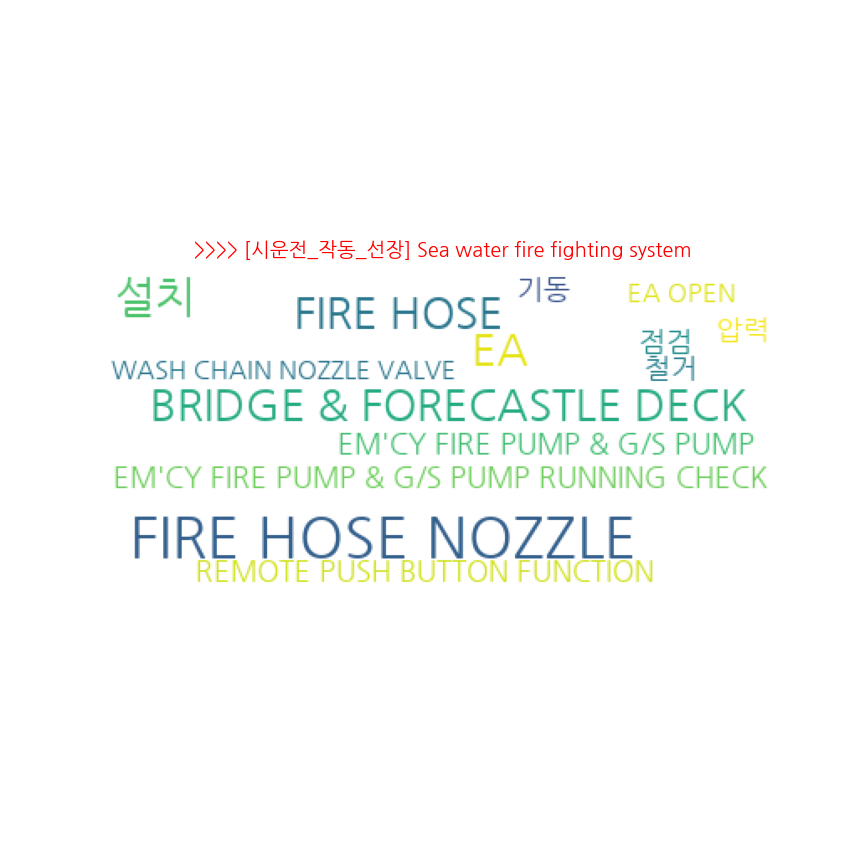 >>>> [시운전_작동_선장] Sea water fire fighting system
설치
FIRE HOSE
기동
EA OPEN
압력
점검
EA
철거
WASH CHAIN NOZZLE VALVE
BRIDGE & FORECASTLE DECK
EM'CY FIRE PUMP & G/S PUMP
EM'CY FIRE PUMP & G/S PUMP RUNNING CHECK
FIRE HOSE NOZZLE
REMOTE PUSH BUTTON FUNCTION